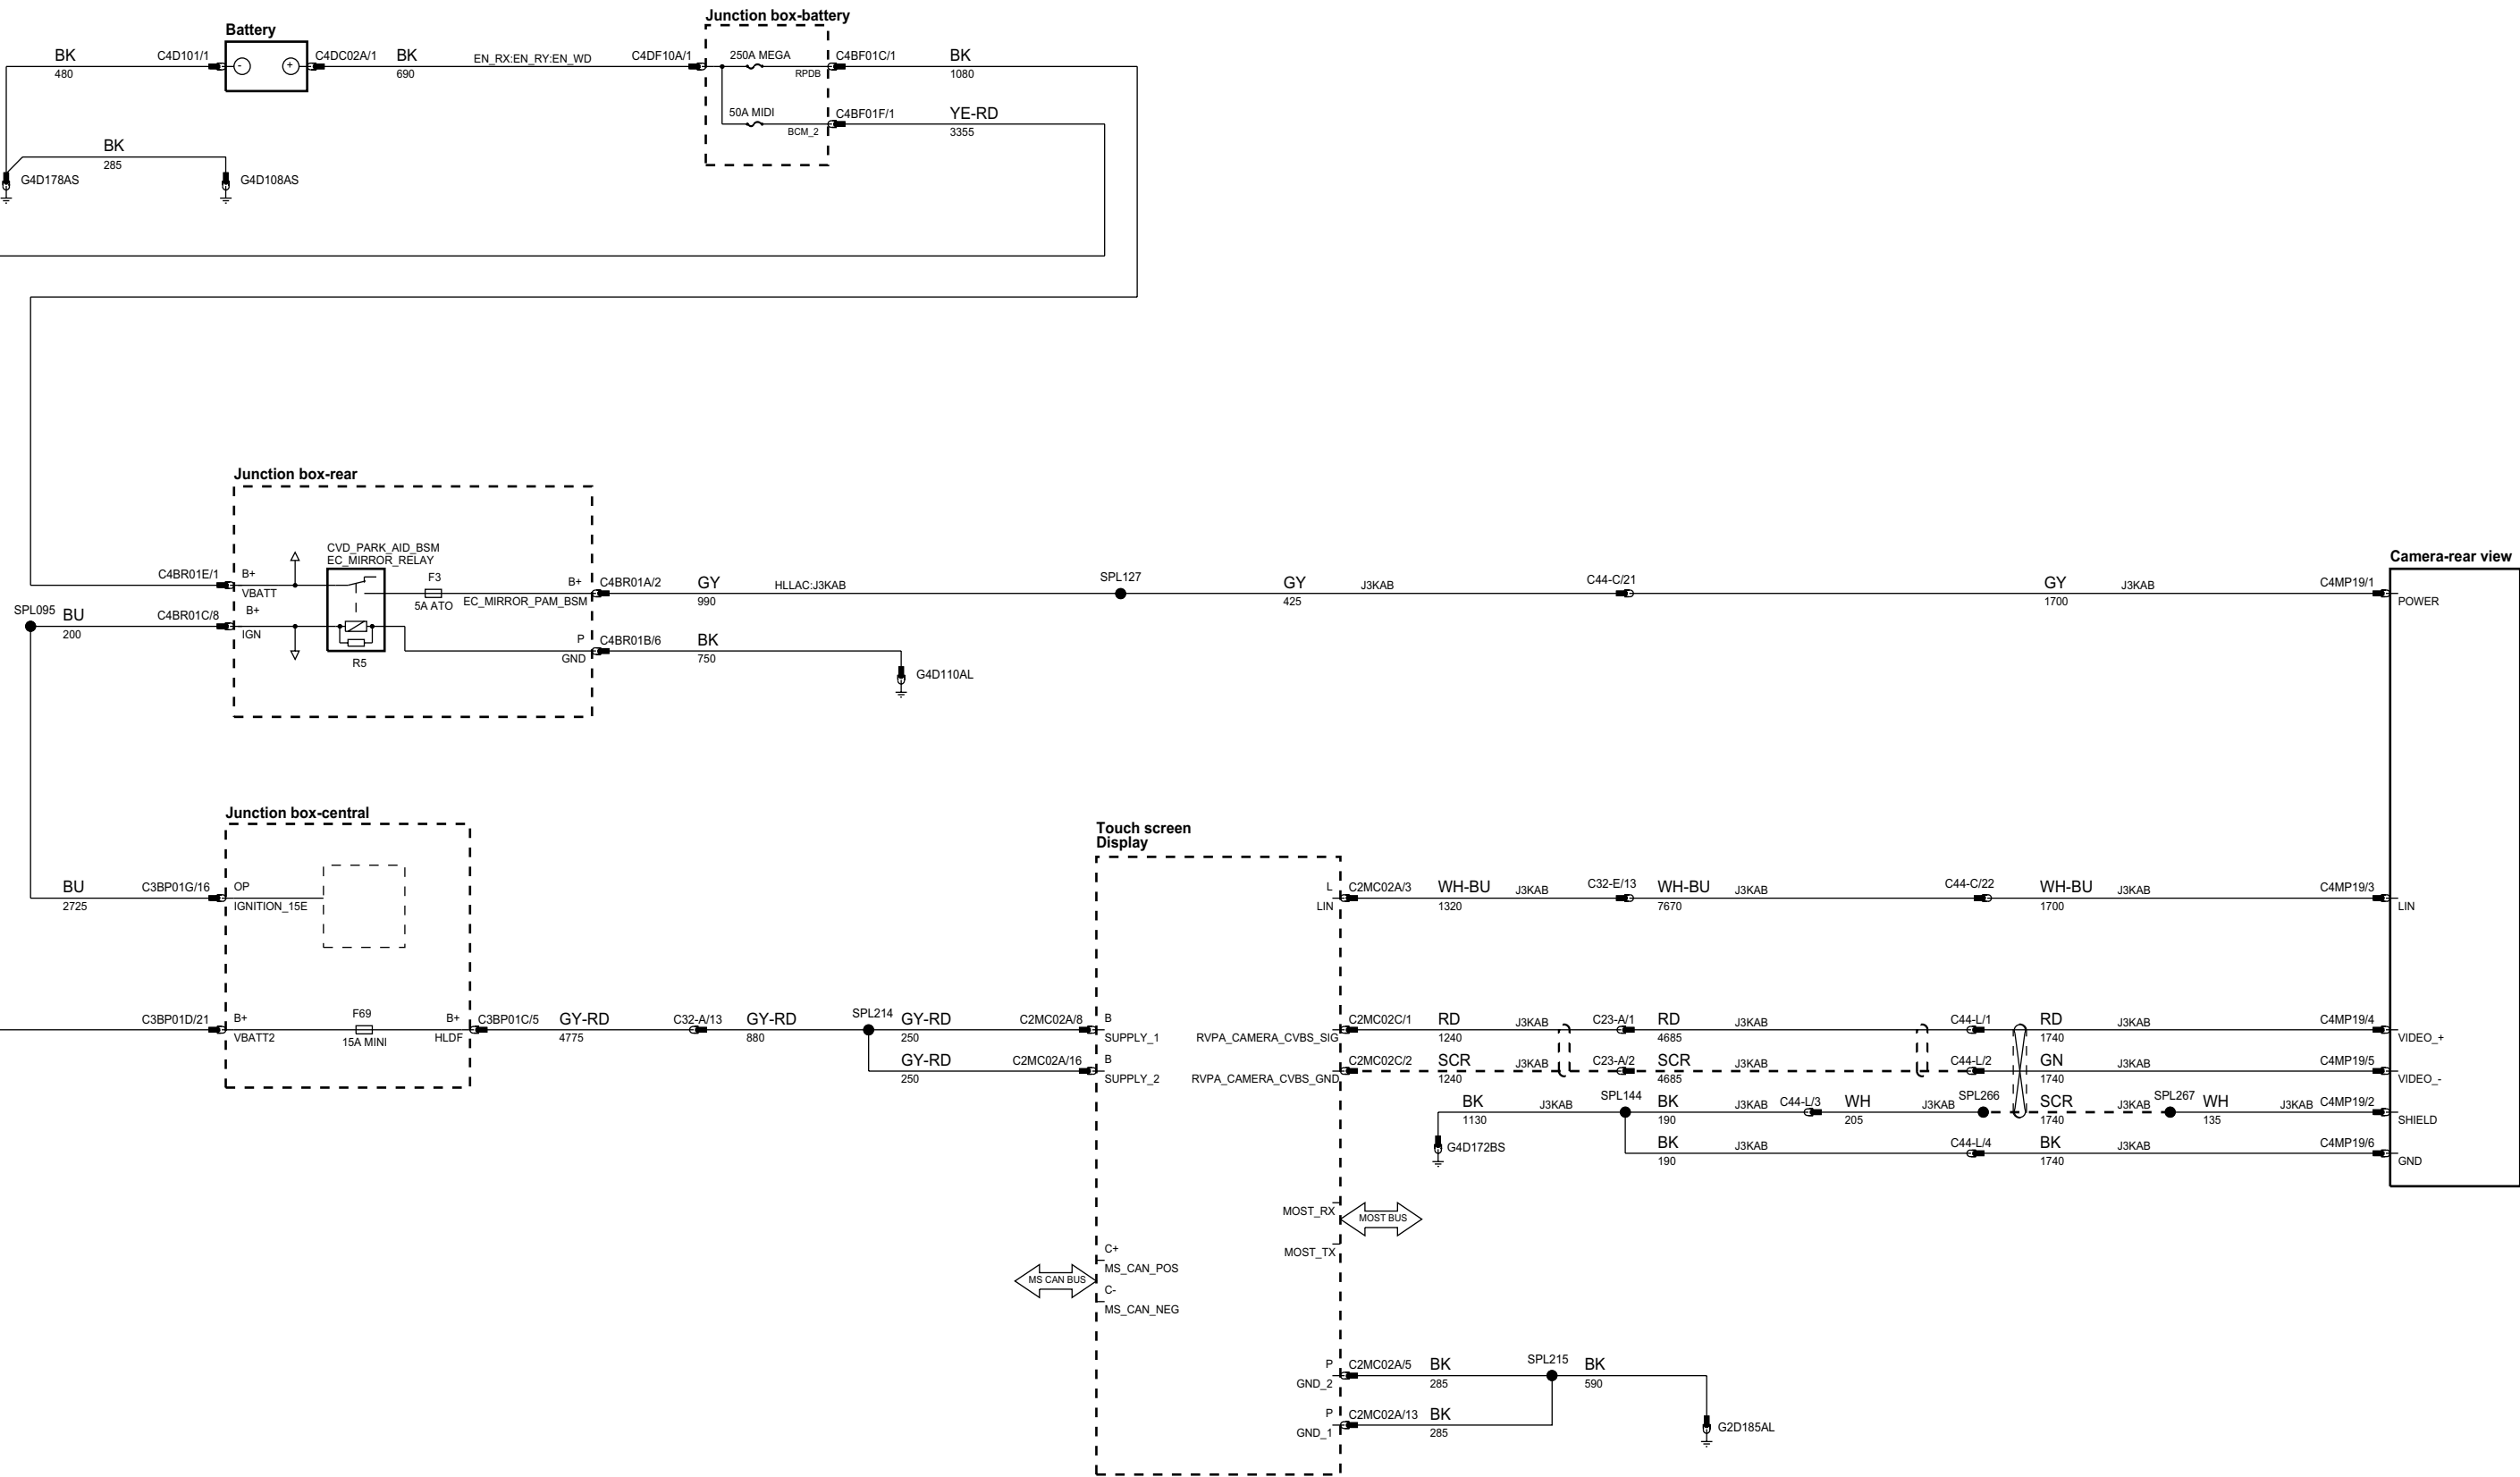 Junction box-battery
Battery
BK
480
C4D101/1
-
+
C4DC02A/1
BK
690
EN_RX:EN_RY:EN_WD
C4DF10A/1
250A MEGA
RPDB
C4BF01C/1
BK
1080
50A MIDI
BCM_2
C4BF01F/1
YE-RD
3355
BK
285
G4D178AS
G4D108AS
Junction box-rear
CVD_PARK_AID_BSM
EC_MIRROR_RELAY
C4BR01E/1
B+
VBATT
F3
5A ATO
B+
EC_MIRROR_PAM_BSM
C4BR01A/2
GY
990
HLLAC:J3KAB
SPL127
GY
425
J3KAB
C44-C/21
GY
1700
J3KAB
C4MP19/1
Camera-rear view
POWER
SPL095
BU
200
C4BR01C/8
B+
IGN
R5
P
GND
C4BR01B/6
BK
750
G4D110AL
Junction box-central
Touch screen
Display
BU
2725
C3BP01G/16
OP
IGNITION_15E
L
LIN
C2MC02A/3
WH-BU
1320
J3KAB
C32-E/13
WH-BU
7670
J3KAB
C44-C/22
WH-BU
1700
J3KAB
C4MP19/3
LIN
C3BP01D/21
B+
VBATT2
F69
15A MINI
B+
HLDF
C3BP01C/5
GY-RD
4775
C32-A/13
GY-RD
880
SPL214
GY-RD
250
C2MC02A/8
B
SUPPLY_1
RVPA_CAMERA_CVBS_SIG
C2MC02C/1
RD
1240
J3KAB
C23-A/1
RD
4685
J3KAB
C44-L/1
RD
1740
J3KAB
C4MP19/4
VIDEO_+
GY-RD
250
C2MC02A/16
B
SUPPLY_2
RVPA_CAMERA_CVBS_GND
C2MC02C/2
SCR
1240
J3KAB
C23-A/2
SCR
4685
J3KAB
C44-L/2
GN
1740
J3KAB
C4MP19/5
VIDEO_-
BK
1130
J3KAB
SPL144
BK
190
J3KAB
C44-L/3
WH
205
J3KAB
SPL266
SCR
1740
J3KAB
SPL267
WH
135
J3KAB
C4MP19/2
SHIELD
G4D172BS
BK
190
J3KAB
C44-L/4
BK
1740
J3KAB
C4MP19/6
GND
MOST_RX
MOST BUS
MOST_TX
C+
MS_CAN_POS
MS CAN BUS
C-
MS_CAN_NEG
P
GND_2
C2MC02A/5
BK
285
SPL215
BK
590
P
GND_1
C2MC02A/13
BK
285
G2D185AL